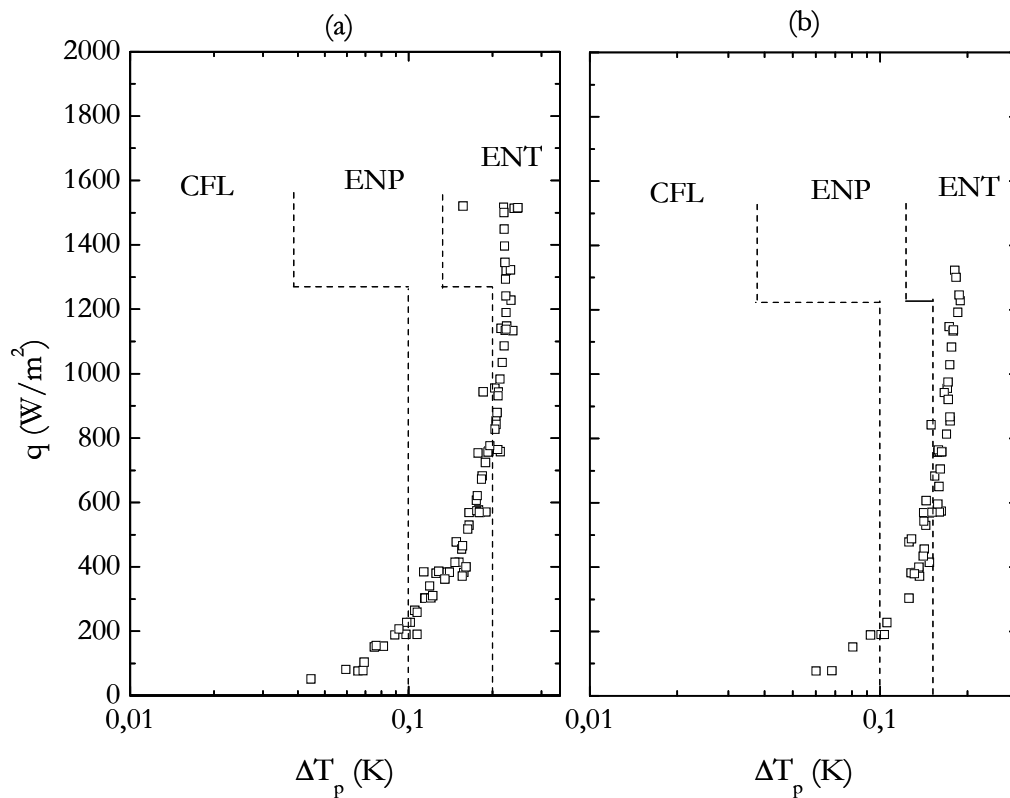 (a)
(b)
2000
1800
1600
1400
1200
1000
800
600
400
200
0
q (W/m²)
CFL
ENP
ENT
CFL
ENP
ENT
0,01
0,1
0,01
0,1
ΔTₚ (K)
ΔTₚ (K)